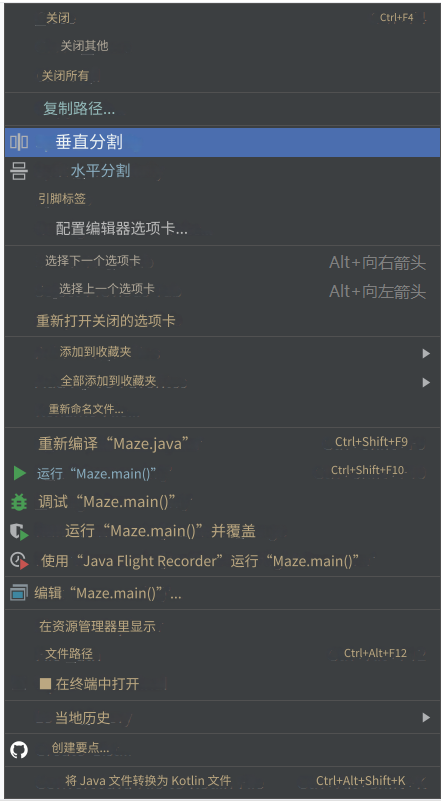 关闭 Ctrl+F4
关闭其他
关闭所有
复制路径...
垂直分割
水平分割
引脚标签
配置编辑器选项卡...
选择下一个选项卡 Alt+向右箭头
选择上一个选项卡 Alt+向左箭头
重新打开关闭的选项卡
添加到收藏夹
全部添加到收藏夹
重新命名文件...
重新编译“Maze.java” Ctrl+Shift+F9
运行“Maze.main()” Ctrl+Shift+F10
调试“Maze.main()”
运行“Maze.main()”并覆盖
使用“Java Flight Recorder”运行“Maze.main()”
编辑“Maze.main()”...
在资源管理器里显示
文件路径 Ctrl+Alt+F12
在终端中打开
当地历史
创建要点...
将 Java 文件转换为 Kotlin 文件 Ctrl+Alt+Shift+K